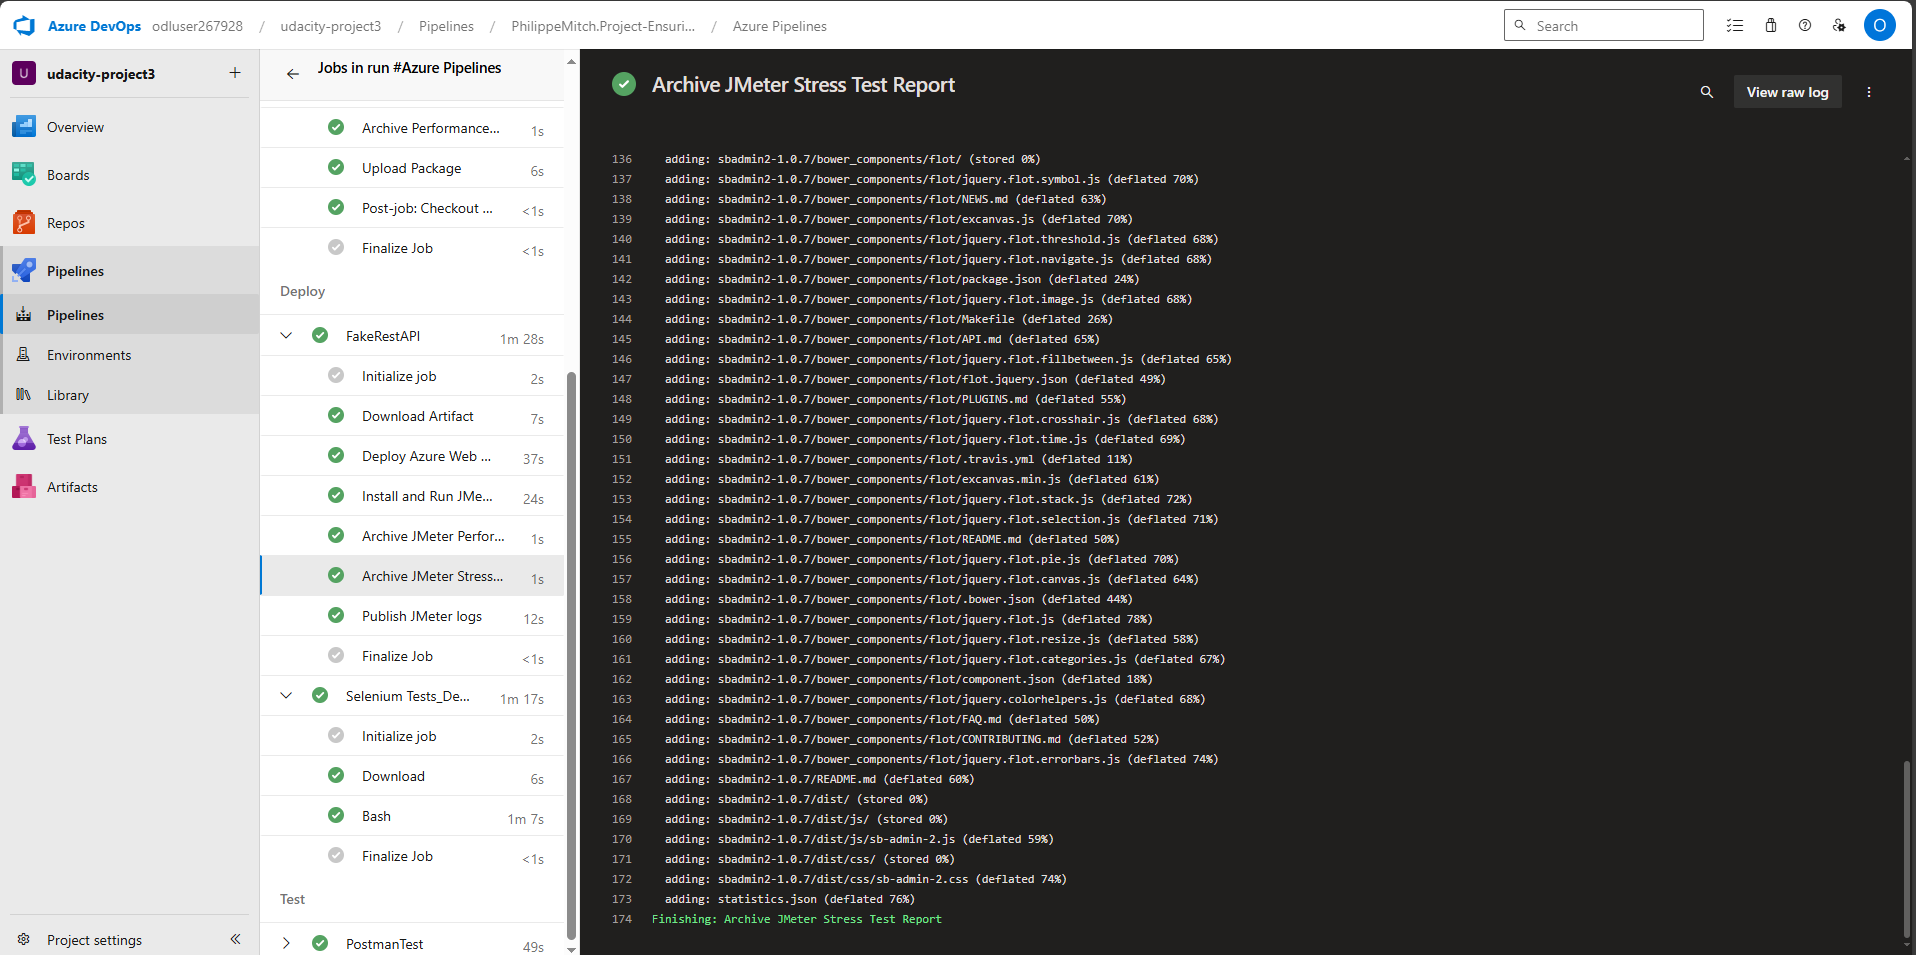 Azure DevOps odluser267928 / udacity-project3 / Pipelines / PhilippeMitch.Project-Ensuri... / Azure Pipelines
Search
O
U udacity-project3 +
Overview
Boards
Repos
Pipelines
Pipelines
Environments
Library
Test Plans
Artifacts
Project settings
Jobs in run #Azure Pipelines
Archive Performance... 1s
Upload Package 6s
Post-job: Checkout ... <1s
Finalize Job <1s
Deploy
FakeRestAPI 1m 28s
Initialize job 2s
Download Artifact 7s
Deploy Azure Web ... 37s
Install and Run JMe... 24s
Archive JMeter Perfor... 1s
Archive JMeter Stress... 1s
Publish JMeter logs 12s
Finalize Job <1s
Selenium Tests_De... 1m 17s
Initialize job 2s
Download 6s
Bash 1m 7s
Finalize Job <1s
Test
PostmanTest 49s
Archive JMeter Stress Test Report
View raw log
136 adding: sbadmin2-1.0.7/bower_components/flot/ (stored 0%)
137 adding: sbadmin2-1.0.7/bower_components/flot/jquery.flot.symbol.js (deflated 70%)
138 adding: sbadmin2-1.0.7/bower_components/flot/NEWS.md (deflated 63%)
139 adding: sbadmin2-1.0.7/bower_components/flot/excanvas.js (deflated 70%)
140 adding: sbadmin2-1.0.7/bower_components/flot/jquery.flot.threshold.js (deflated 68%)
141 adding: sbadmin2-1.0.7/bower_components/flot/jquery.flot.navigate.js (deflated 68%)
142 adding: sbadmin2-1.0.7/bower_components/flot/package.json (deflated 24%)
143 adding: sbadmin2-1.0.7/bower_components/flot/jquery.flot.image.js (deflated 68%)
144 adding: sbadmin2-1.0.7/bower_components/flot/Makefile (deflated 26%)
145 adding: sbadmin2-1.0.7/bower_components/flot/API.md (deflated 65%)
146 adding: sbadmin2-1.0.7/bower_components/flot/jquery.flot.fillbetween.js (deflated 65%)
147 adding: sbadmin2-1.0.7/bower_components/flot/flot.jquery.json (deflated 49%)
148 adding: sbadmin2-1.0.7/bower_components/flot/PLUGINS.md (deflated 55%)
149 adding: sbadmin2-1.0.7/bower_components/flot/jquery.flot.crosshair.js (deflated 68%)
150 adding: sbadmin2-1.0.7/bower_components/flot/jquery.flot.time.js (deflated 69%)
151 adding: sbadmin2-1.0.7/bower_components/flot/.travis.yml (deflated 11%)
152 adding: sbadmin2-1.0.7/bower_components/flot/excanvas.min.js (deflated 61%)
153 adding: sbadmin2-1.0.7/bower_components/flot/jquery.flot.stack.js (deflated 72%)
154 adding: sbadmin2-1.0.7/bower_components/flot/jquery.flot.selection.js (deflated 71%)
155 adding: sbadmin2-1.0.7/bower_components/flot/README.md (deflated 50%)
156 adding: sbadmin2-1.0.7/bower_components/flot/jquery.flot.pie.js (deflated 70%)
157 adding: sbadmin2-1.0.7/bower_components/flot/jquery.flot.canvas.js (deflated 64%)
158 adding: sbadmin2-1.0.7/bower_components/flot/.bower.json (deflated 44%)
159 adding: sbadmin2-1.0.7/bower_components/flot/jquery.flot.js (deflated 78%)
160 adding: sbadmin2-1.0.7/bower_components/flot/jquery.flot.resize.js (deflated 58%)
161 adding: sbadmin2-1.0.7/bower_components/flot/jquery.flot.categories.js (deflated 67%)
162 adding: sbadmin2-1.0.7/bower_components/flot/component.json (deflated 18%)
163 adding: sbadmin2-1.0.7/bower_components/flot/jquery.colorhelpers.js (deflated 68%)
164 adding: sbadmin2-1.0.7/bower_components/flot/FAQ.md (deflated 50%)
165 adding: sbadmin2-1.0.7/bower_components/flot/CONTRIBUTING.md (deflated 52%)
166 adding: sbadmin2-1.0.7/bower_components/flot/jquery.flot.errorbars.js (deflated 74%)
167 adding: sbadmin2-1.0.7/README.md (deflated 60%)
168 adding: sbadmin2-1.0.7/dist/ (stored 0%)
169 adding: sbadmin2-1.0.7/dist/js/ (stored 0%)
170 adding: sbadmin2-1.0.7/dist/js/sb-admin-2.js (deflated 59%)
171 adding: sbadmin2-1.0.7/dist/css/ (stored 0%)
172 adding: sbadmin2-1.0.7/dist/css/sb-admin-2.css (deflated 74%)
173 adding: statistics.json (deflated 76%)
174 Finishing: Archive JMeter Stress Test Report